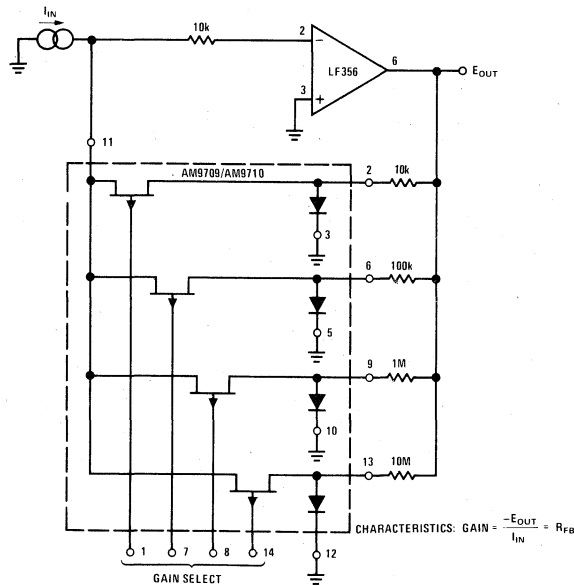 I_IN
10k
2
−
LF356
6
E_OUT
3
+
11
AM9709/AM9710
2
10k
3
6
100k
5
9
1M
10
13
10M
CHARACTERISTICS: GAIN = -E_OUT / I_IN = R_FB
1 7 8 14 12
GAIN SELECT